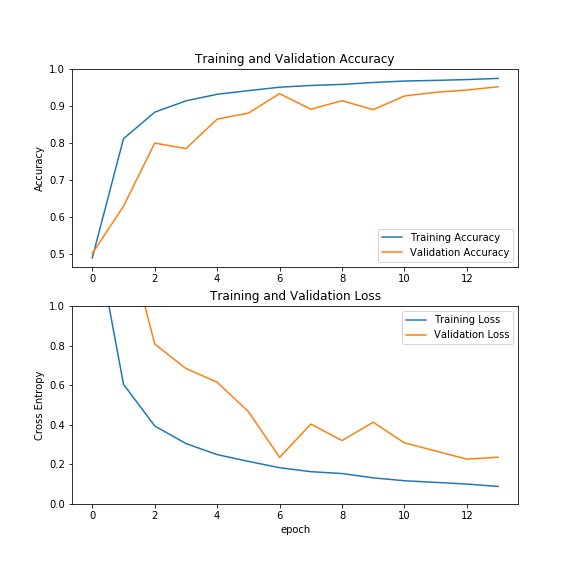 Training and Validation Accuracy
1.0
0.9
0.8
0.7
0.6
0.5
Accuracy
Training Accuracy
Validation Accuracy
0 2 4 6 8 10 12
Training and Validation Loss
1.0
0.8
0.6
0.4
0.2
0.0
Cross Entropy
Training Loss
Validation Loss
0 2 4 6 8 10 12
epoch